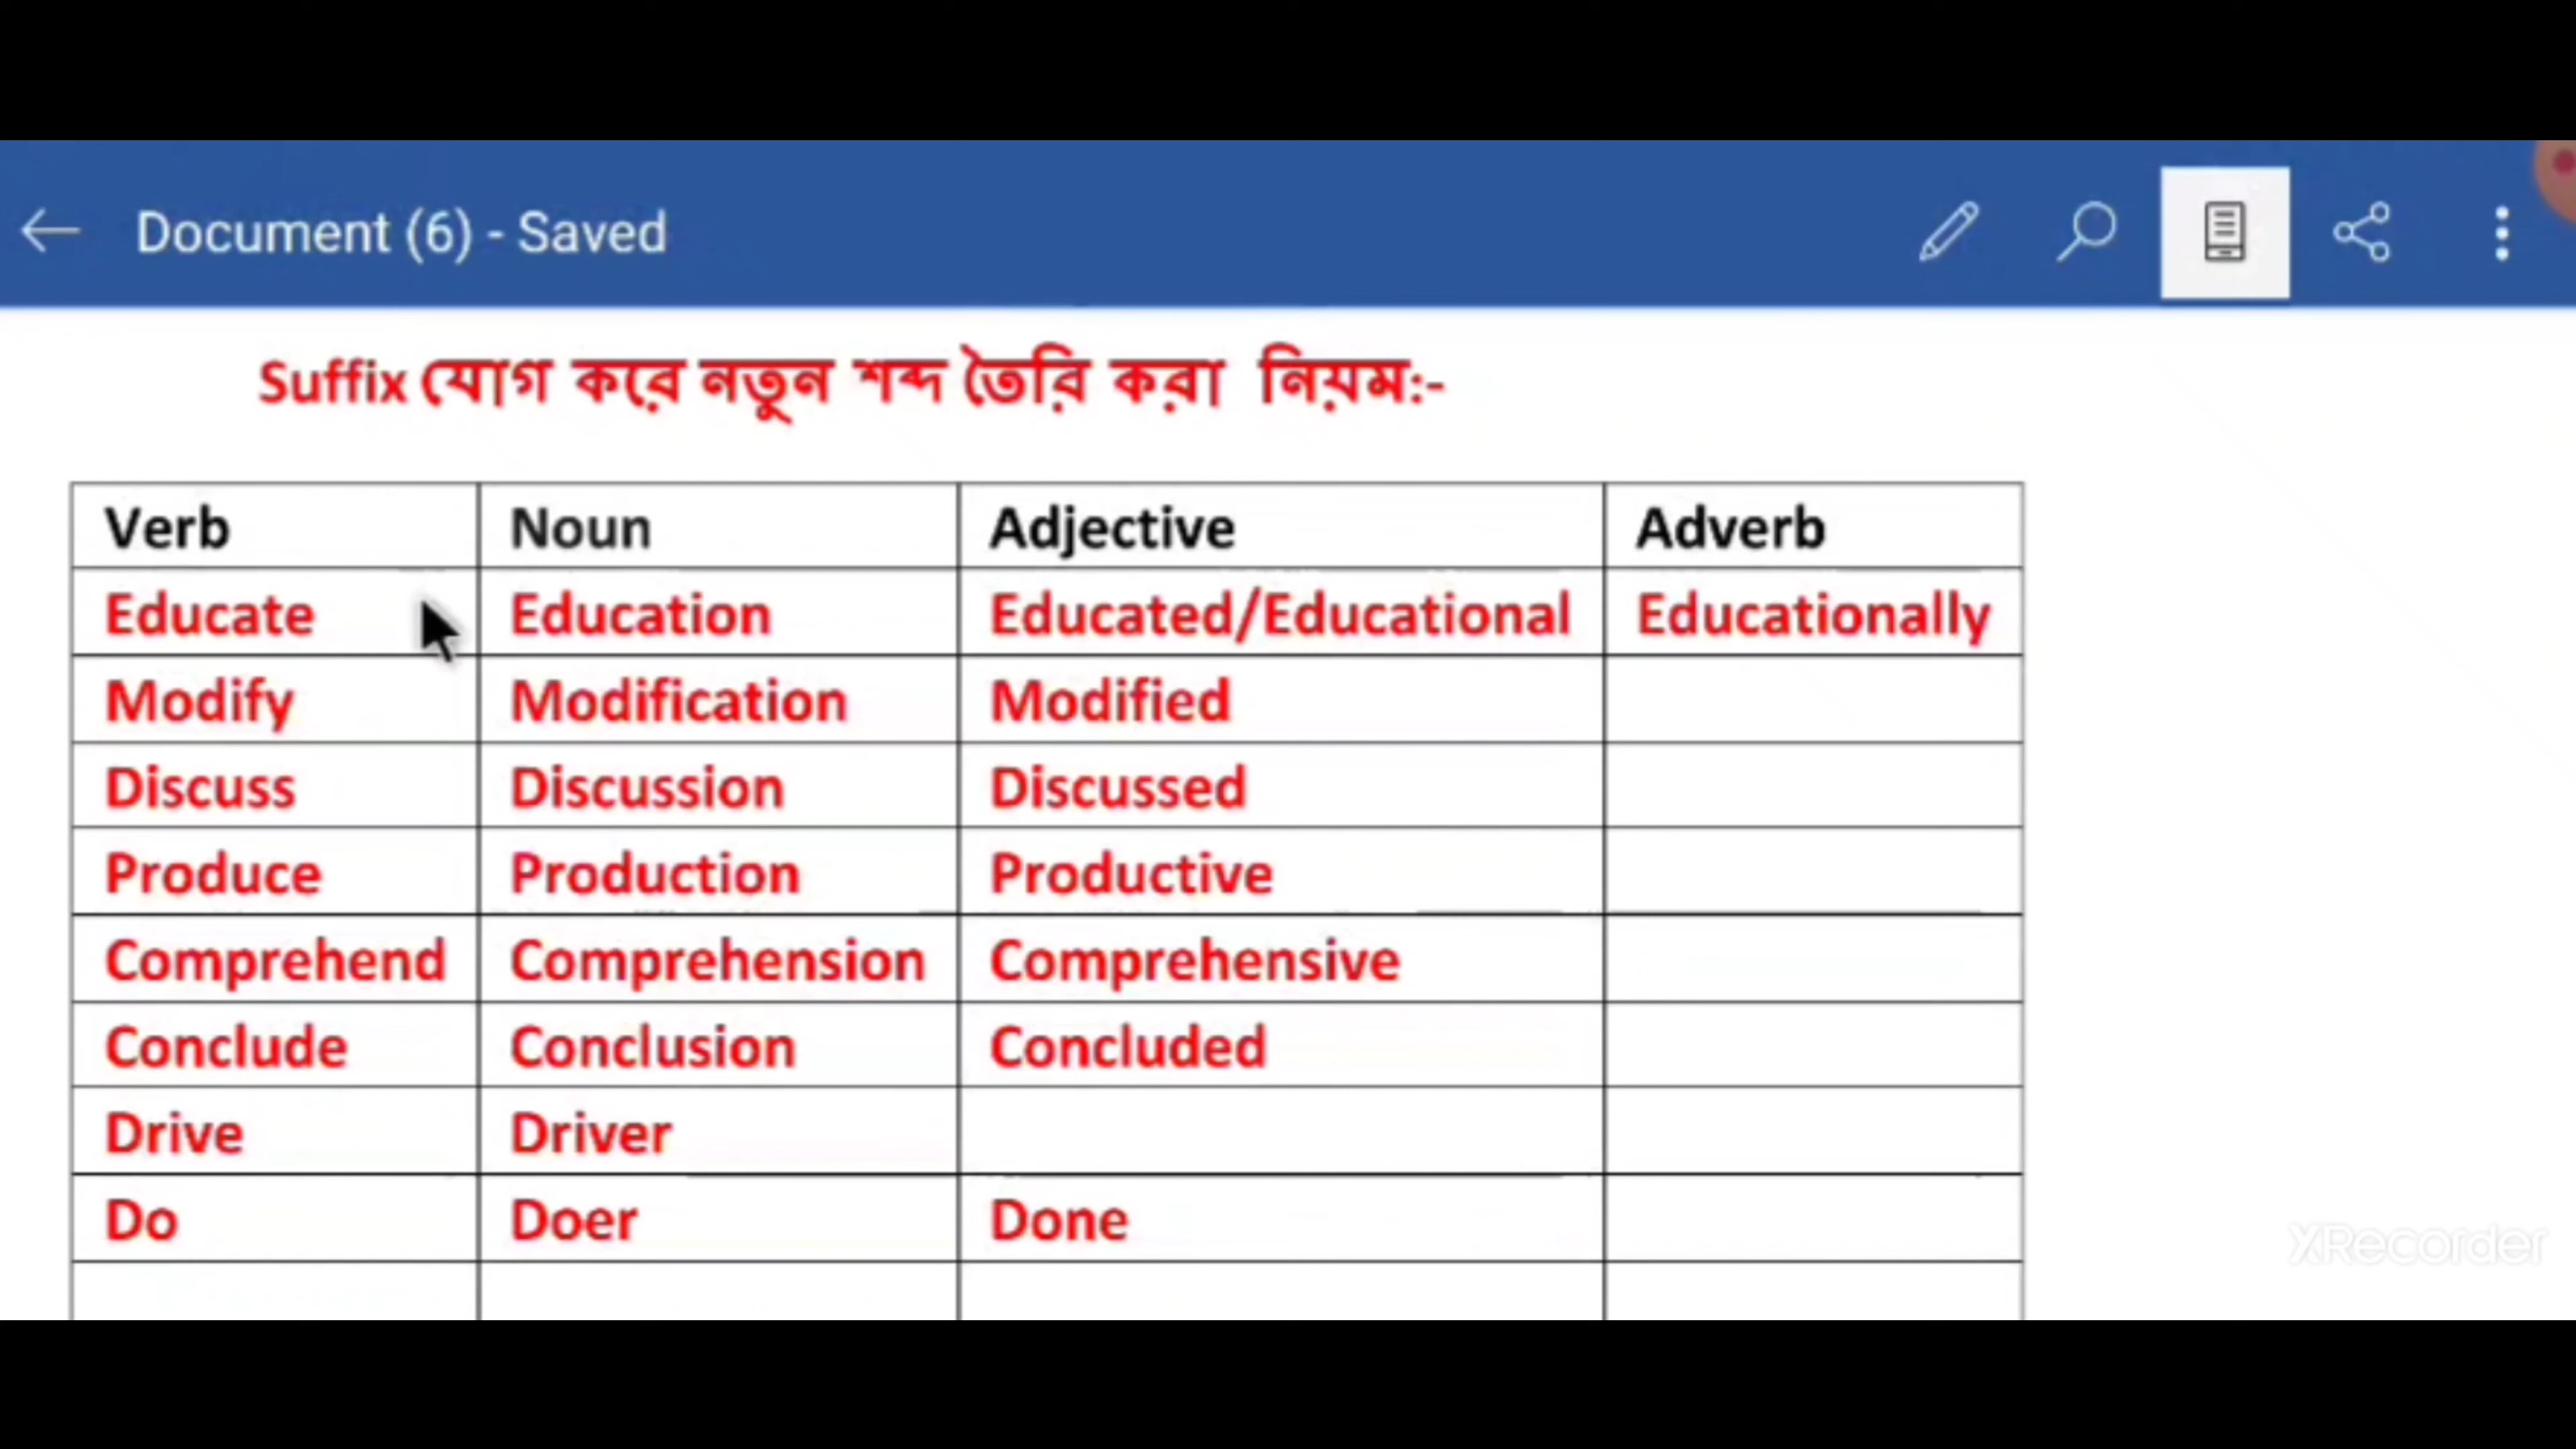 Document (6) - Saved
Suffix যোগ করে নতুন শব্দ তৈরি করা নিয়ম:-
Verb Noun Adjective Adverb
Educate Education Educated/Educational Educationally
Modify Modification Modified
Discuss Discussion Discussed
Produce Production Productive
Comprehend Comprehension Comprehensive
Conclude Conclusion Concluded
Drive Driver
Do Doer Done
XRecorder